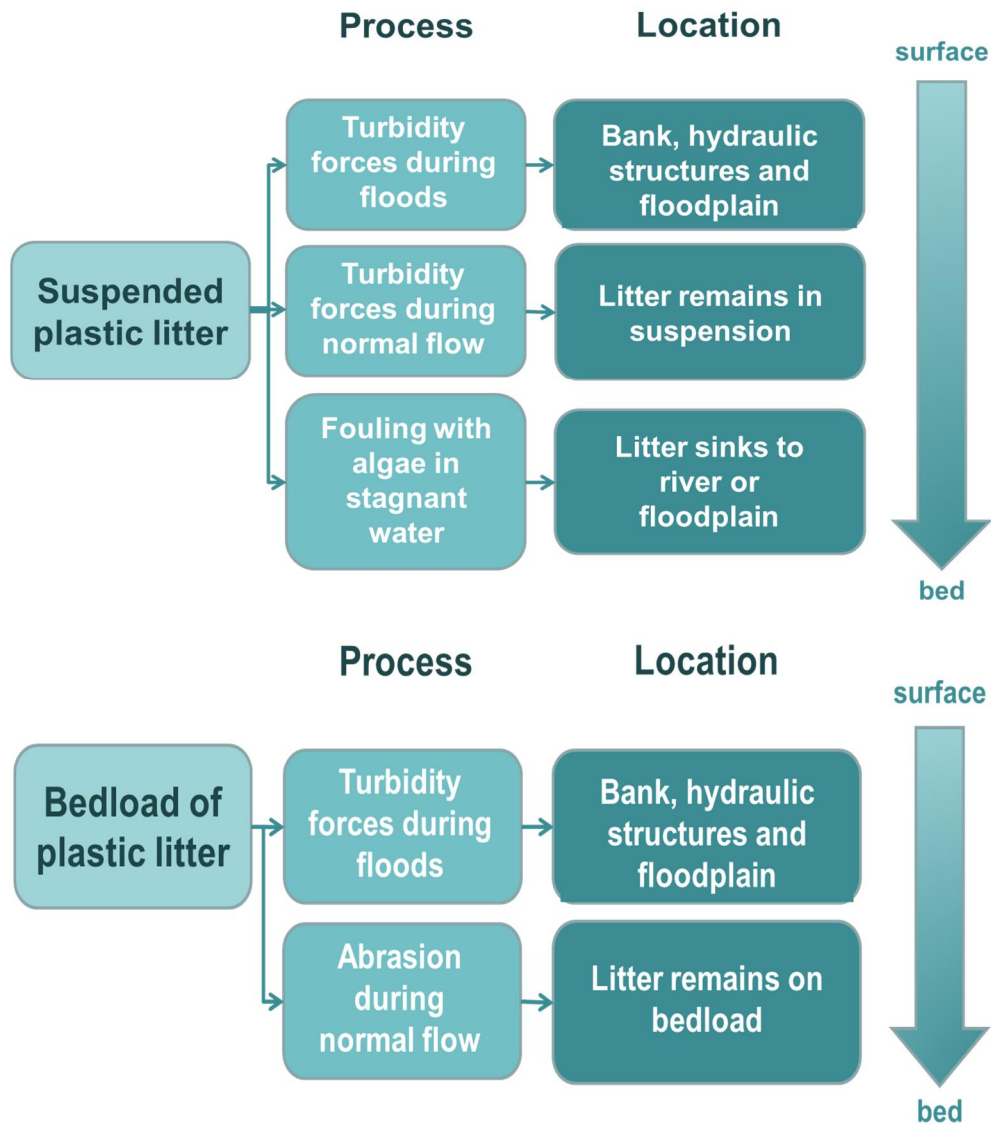 Process
Location
surface
Turbidity
forces during
floods
Bank, hydraulic
structures and
floodplain
Suspended
plastic litter
Turbidity
forces during
normal flow
Litter remains in
suspension
Fouling with
algae in
stagnant
water
Litter sinks to
river or
floodplain
bed
Process
Location
surface
Bedload of
plastic litter
Turbidity
forces during
floods
Bank, hydraulic
structures and
floodplain
Abrasion
during
normal flow
Litter remains on
bedload
bed